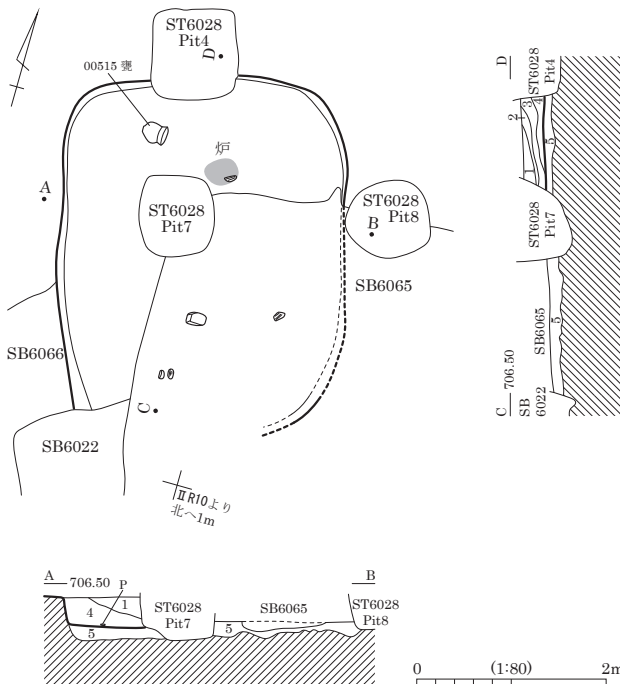 ST6028
Pit4
D
00515 甕
炉
A
ST6028
Pit7
ST6028
Pit8
B
SB6065
SB6066
C
SB6022
ⅡR10より
北へ1m
D
ST6028
Pit4
1
2
3
4
5
ST6028
Pit7
SB6065
5
C
706.50
SB
6022
A
706.50
P
B
4
1
5
ST6028
Pit7
5
SB6065
ST6028
Pit8
0
(1:80)
2m